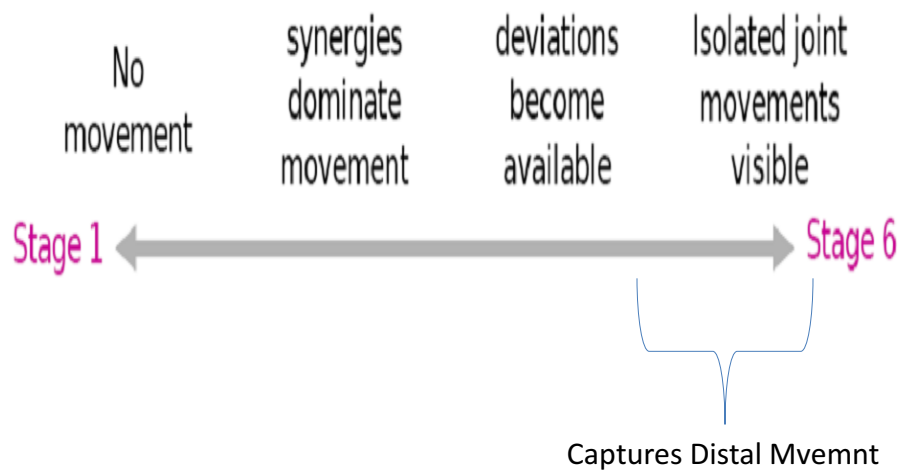 No
movement
synergies
dominate
movement
deviations
become
available
Isolated joint
movements
visible
Stage 1
Stage 6
Captures Distal Mvemnt